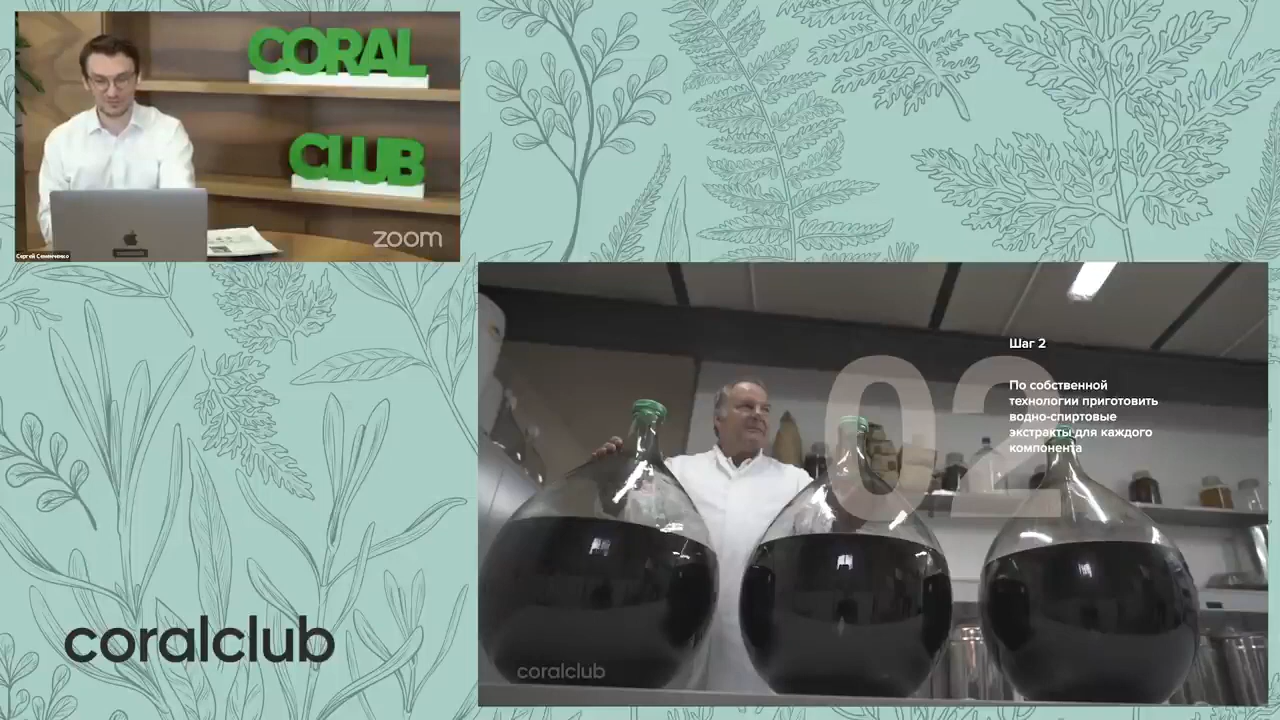 CORAL
CLUB
zoom
Сергей Семенченко
coralclub
02
Шаг 2
По собственной
технологии приготовить
водно-спиртовые
экстракты для каждого
компонента
coralclub